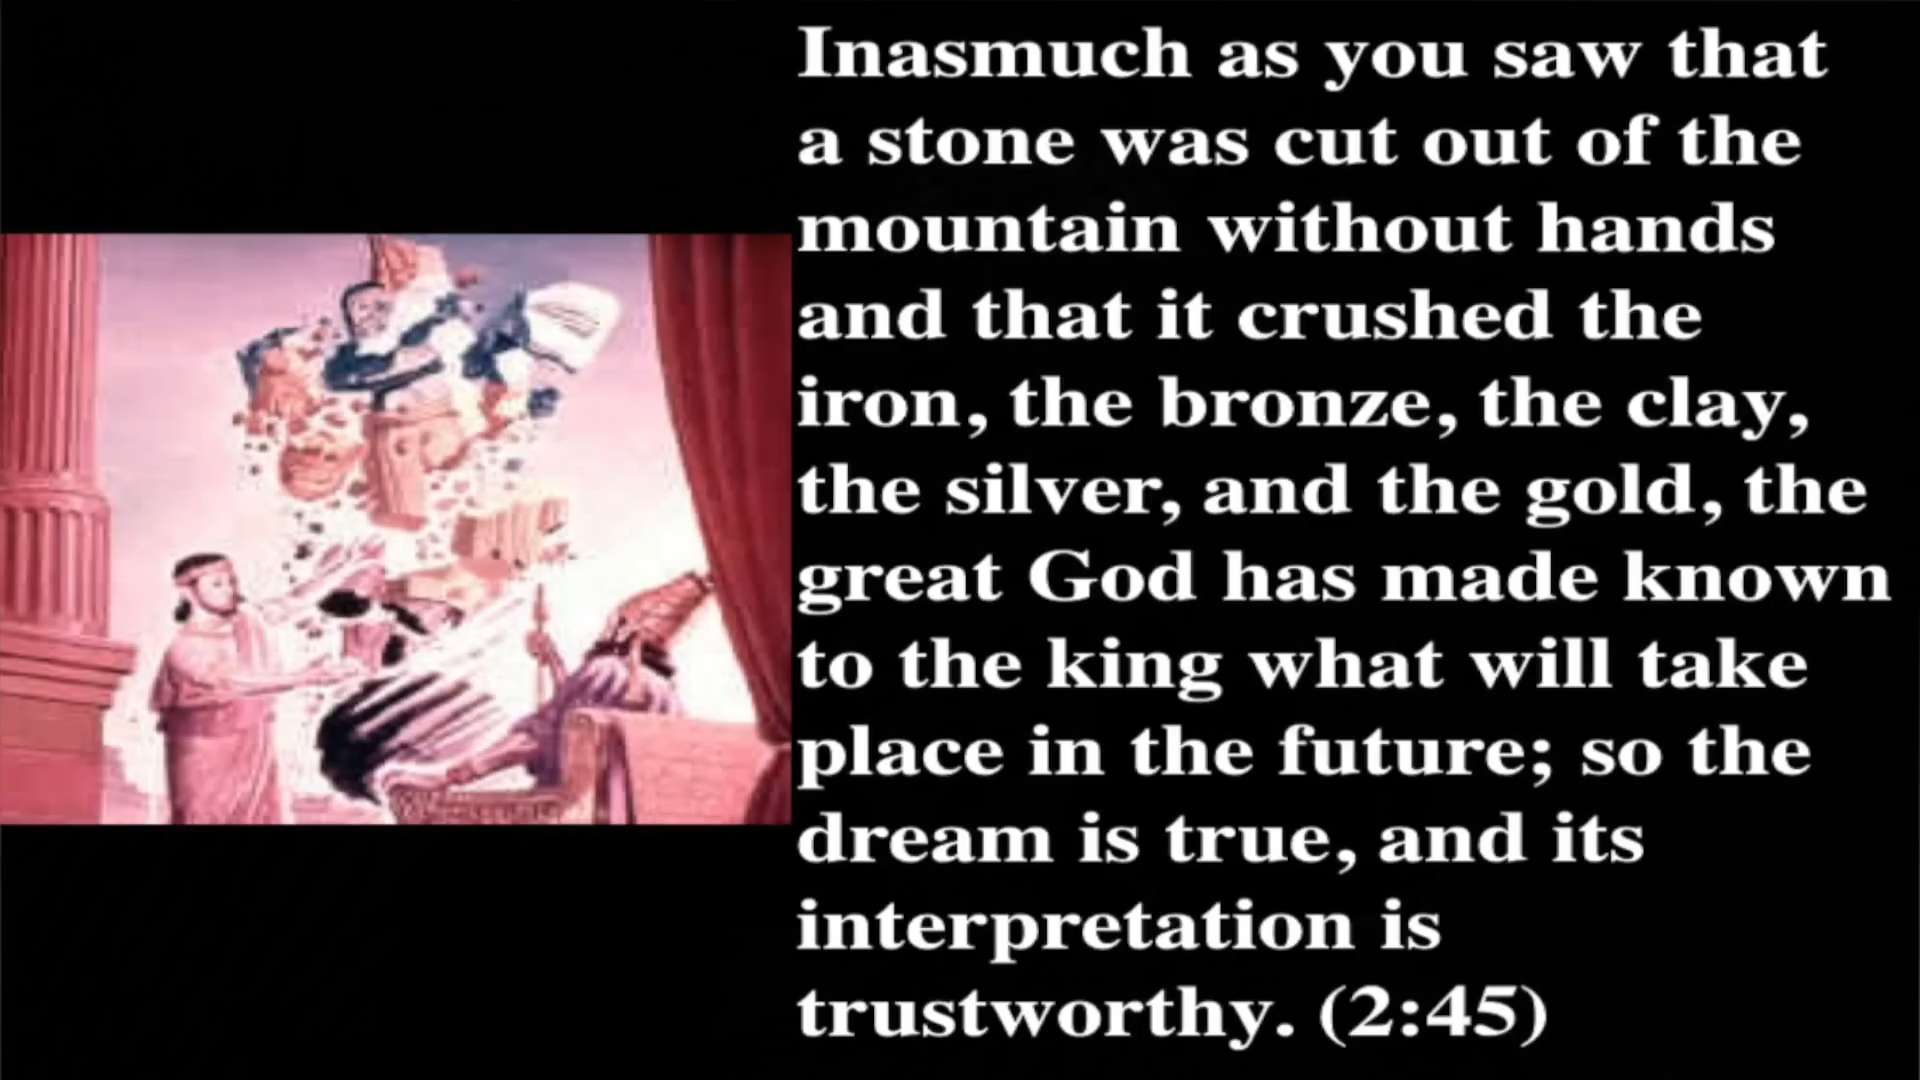 Inasmuch as you saw that
a stone was cut out of the
mountain without hands
and that it crushed the
iron, the bronze, the clay,
the silver, and the gold, the
great God has made known
to the king what will take
place in the future; so the
dream is true, and its
interpretation is
trustworthy. (2:45)